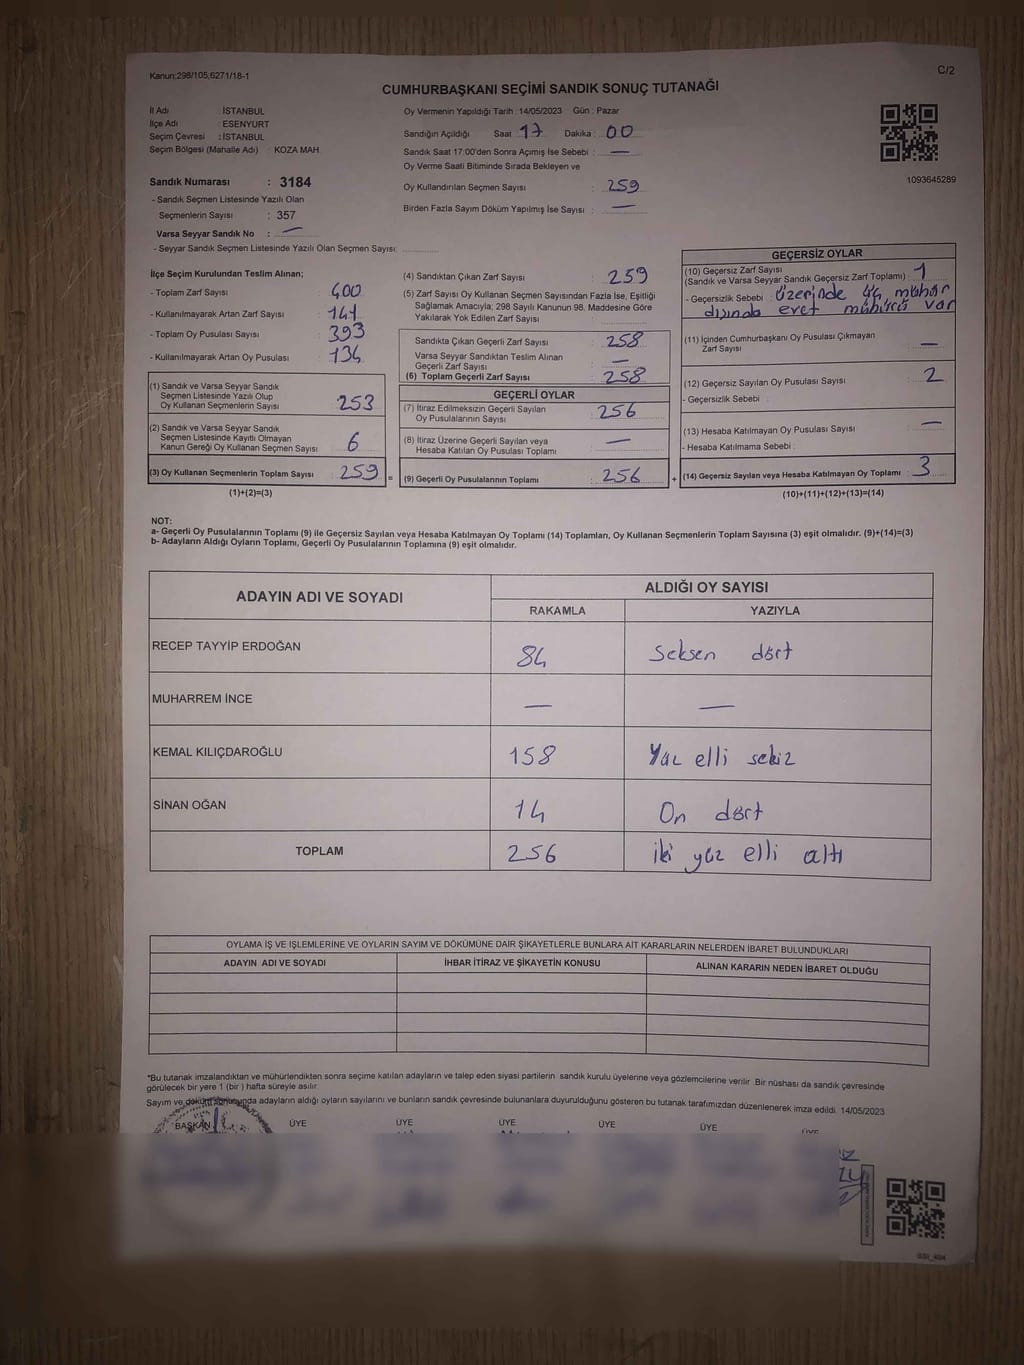 Kanun;298/105,6271/18-1
C/2
CUMHURBAŞKANI SEÇİMİ SANDIK SONUÇ TUTANAĞI
İl Adı : İSTANBUL
İlçe Adı : ESENYURT
Seçim Çevresi : İSTANBUL
Seçim Bölgesi (Mahalle Adı) : KOZA MAH.
Sandık Numarası : 3184
- Sandık Seçmen Listesinde Yazılı Olan
Seçmenlerin Sayısı : 357
Varsa Seyyar Sandık No : —
- Seyyar Sandık Seçmen Listesinde Yazılı Olan Seçmen Sayısı:
Oy Vermenin Yapıldığı Tarih : 14/05/2023 Gün : Pazar
Sandığın Açıldığı Saat 17 Dakika : 00
Sandık Saat 17:00'den Sonra Açımış İse Sebebi : —
Oy Verme Saati Bitiminde Sırada Bekleyen ve
Oy Kullandırılan Seçmen Sayısı : 259
Birden Fazla Sayım Döküm Yapılmış İse Sayısı : —
1093645289
İlçe Seçim Kurulundan Teslim Alınan;
- Toplam Zarf Sayısı : 400
- Kullanılmayarak Artan Zarf Sayısı : 141
- Toplam Oy Pusulası Sayısı : 393
- Kullanılmayarak Artan Oy Pusulası : 134
(1) Sandık ve Varsa Seyyar Sandık
Seçmen Listesinde Yazılı Olup
Oy Kullanan Seçmenlerin Sayısı : 253
(2) Sandık ve Varsa Seyyar Sandık
Seçmen Listesinde Kayıtlı Olmayan
Kanun Gereği Oy Kullanan Seçmen Sayısı : 6
(3) Oy Kullanan Seçmenlerin Toplam Sayısı : 259 =
(1)+(2)=(3)
(4) Sandıktan Çıkan Zarf Sayısı : 259
(5) Zarf Sayısı Oy Kullanan Seçmen Sayısından Fazla İse, Eşitliği
Sağlamak Amacıyla, 298 Sayılı Kanunun 98. Maddesine Göre
Yakılarak Yok Edilen Zarf Sayısı :
Sandıkta Çıkan Geçerli Zarf Sayısı : 258
Varsa Seyyar Sandıktan Teslim Alınan
Geçerli Zarf Sayısı : —
(6) Toplam Geçerli Zarf Sayısı : 258
GEÇERLİ OYLAR
(7) İtiraz Edilmeksizin Geçerli Sayılan
Oy Pusulalarının Sayısı : 256
(8) İtiraz Üzerine Geçerli Sayılan veya
Hesaba Katılan Oy Pusulası Toplamı : —
(9) Geçerli Oy Pusulalarının Toplamı : 256 +
GEÇERSİZ OYLAR
(10) Geçersiz Zarf Sayısı
(Sandık ve Varsa Seyyar Sandık Geçersiz Zarf Toplamı) : 1
- Geçersizlik Sebebi : üzerinde üç mühür
dışında evet mühürü var
(11) İçinden Cumhurbaşkanı Oy Pusulası Çıkmayan
Zarf Sayısı : —
(12) Geçersiz Sayılan Oy Pusulası Sayısı : 2
- Geçersizlik Sebebi :
(13) Hesaba Katılmayan Oy Pusulası Sayısı : —
- Hesaba Katılmama Sebebi :
(14) Geçersiz Sayılan veya Hesaba Katılmayan Oy Toplamı : 3
(10)+(11)+(12)+(13)=(14)
NOT:
a- Geçerli Oy Pusulalarının Toplamı (9) ile Geçersiz Sayılan veya Hesaba Katılmayan Oy Toplamı (14) Toplamları, Oy Kullanan Seçmenlerin Toplam Sayısına (3) eşit olmalıdır. (9)+(14)=(3)
b- Adayların Aldığı Oyların Toplamı, Geçerli Oy Pusulalarının Toplamına (9) eşit olmalıdır.
ADAYIN ADI VE SOYADI
ALDIĞI OY SAYISI
RAKAMLA YAZIYLA
RECEP TAYYİP ERDOĞAN 84 Seksen dört
MUHARREM İNCE — —
KEMAL KILIÇDAROĞLU 158 Yüz elli sekiz
SİNAN OĞAN 14 On dört
TOPLAM 256 iki yüz elli altı
OYLAMA İŞ VE İŞLEMLERİNE VE OYLARIN SAYIM VE DÖKÜMÜNE DAİR ŞİKAYETLERLE BUNLARA AİT KARARLARIN NELERDEN İBARET BULUNDUKLARI
ADAYIN ADI VE SOYADI İHBAR İTİRAZ VE ŞİKAYETİN KONUSU ALINAN KARARIN NEDEN İBARET OLDUĞU
*Bu tutanak imzalandıktan ve mühürlendikten sonra seçime katılan adayların ve talep eden siyasi partilerin sandık kurulu üyelerine veya gözlemcilerine verilir. Bir nüshası da sandık çevresinde
görülecek bir yere 1 (bir ) hafta süreyle asılır.
Sayım ve dökümü sonunda adayların aldığı oyların sayılarını ve bunların sandık çevresinde bulunanlara duyurulduğunu gösteren bu tutanak tarafımızdan düzenlenerek imza edildi. 14/05/2023
BAŞKAN ÜYE ÜYE ÜYE ÜYE ÜYE ÜYE